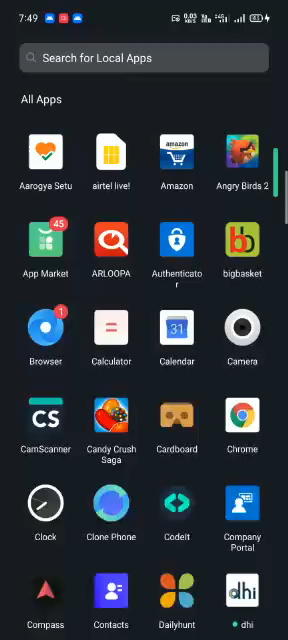 7:49
0.03
KB/S
Search for Local Apps
All Apps
Aarogya Setu
airtel live!
amazon
Amazon
Angry Birds 2
45
App Market
ARLOOPA
Authenticato
r
bb
bigbasket
1
Browser
Calculator
31
Calendar
Camera
CS
CamScanner
Candy Crush
Saga
Cardboard
Chrome
Clock
Clone Phone
CodeIt
Company
Portal
Compass
Contacts
Dailyhunt
dhi
dhi